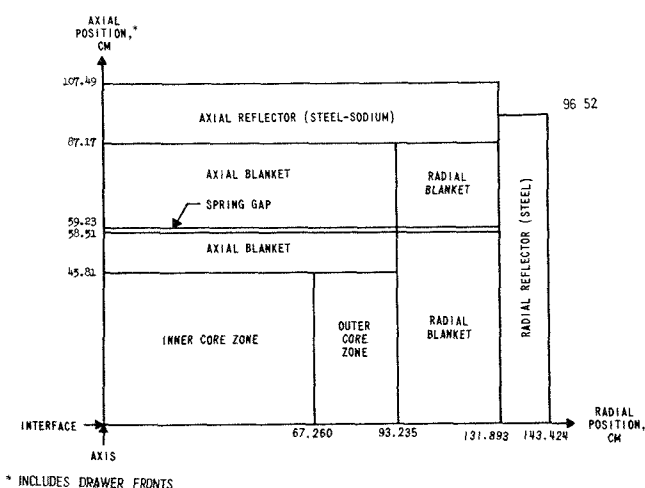 AXIAL
POSITION,*
CM
107.49
AXIAL REFLECTOR (STEEL-SODIUM)
96 52
87.17
AXIAL BLANKET
RADIAL
BLANKET
SPRING GAP
59.23
58.51
AXIAL BLANKET
RADIAL REFLECTOR (STEEL)
45.81
INNER CORE ZONE
OUTER
CORE
ZONE
RADIAL
BLANKET
INTERFACE
67.260
93.235
131.893
143.424
RADIAL
POSITION,
CM
AXIS
* INCLUDES DRAWER FRONTS